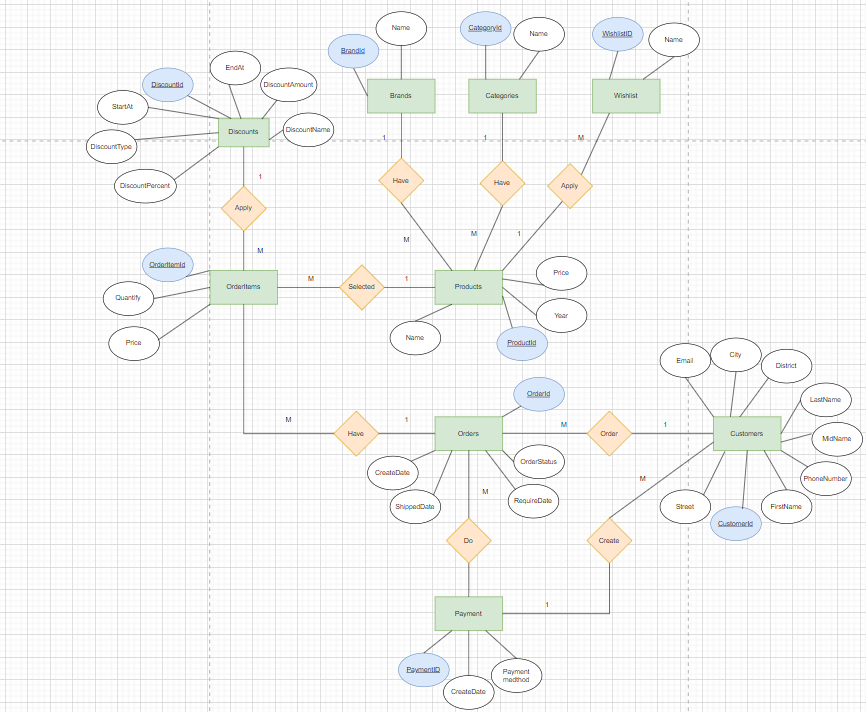 Name
CategoryId
Name
WishlistID
Name
BrandId
EndAt
DiscountId
DiscountAmount
StartAt
Brands
Categories
Wishlist
DiscountName
Discounts
DiscountType
1
1
M
DiscountPercent
1
Have
Have
Apply
Apply
M
M
M
1
OrderItemId
Quantify
OrderItems
M
Selected
1
Products
Price
Year
Price
Name
ProductId
Email
City
District
OrderId
LastName
M
Have
1
Orders
M
Order
1
Customers
MidName
CreateDate
OrderStatus
PhoneNumber
M
M
ShippedDate
RequireDate
Street
CustomerId
FirstName
Do
Create
Payment
1
PaymentID
CreateDate
Payment
medthod